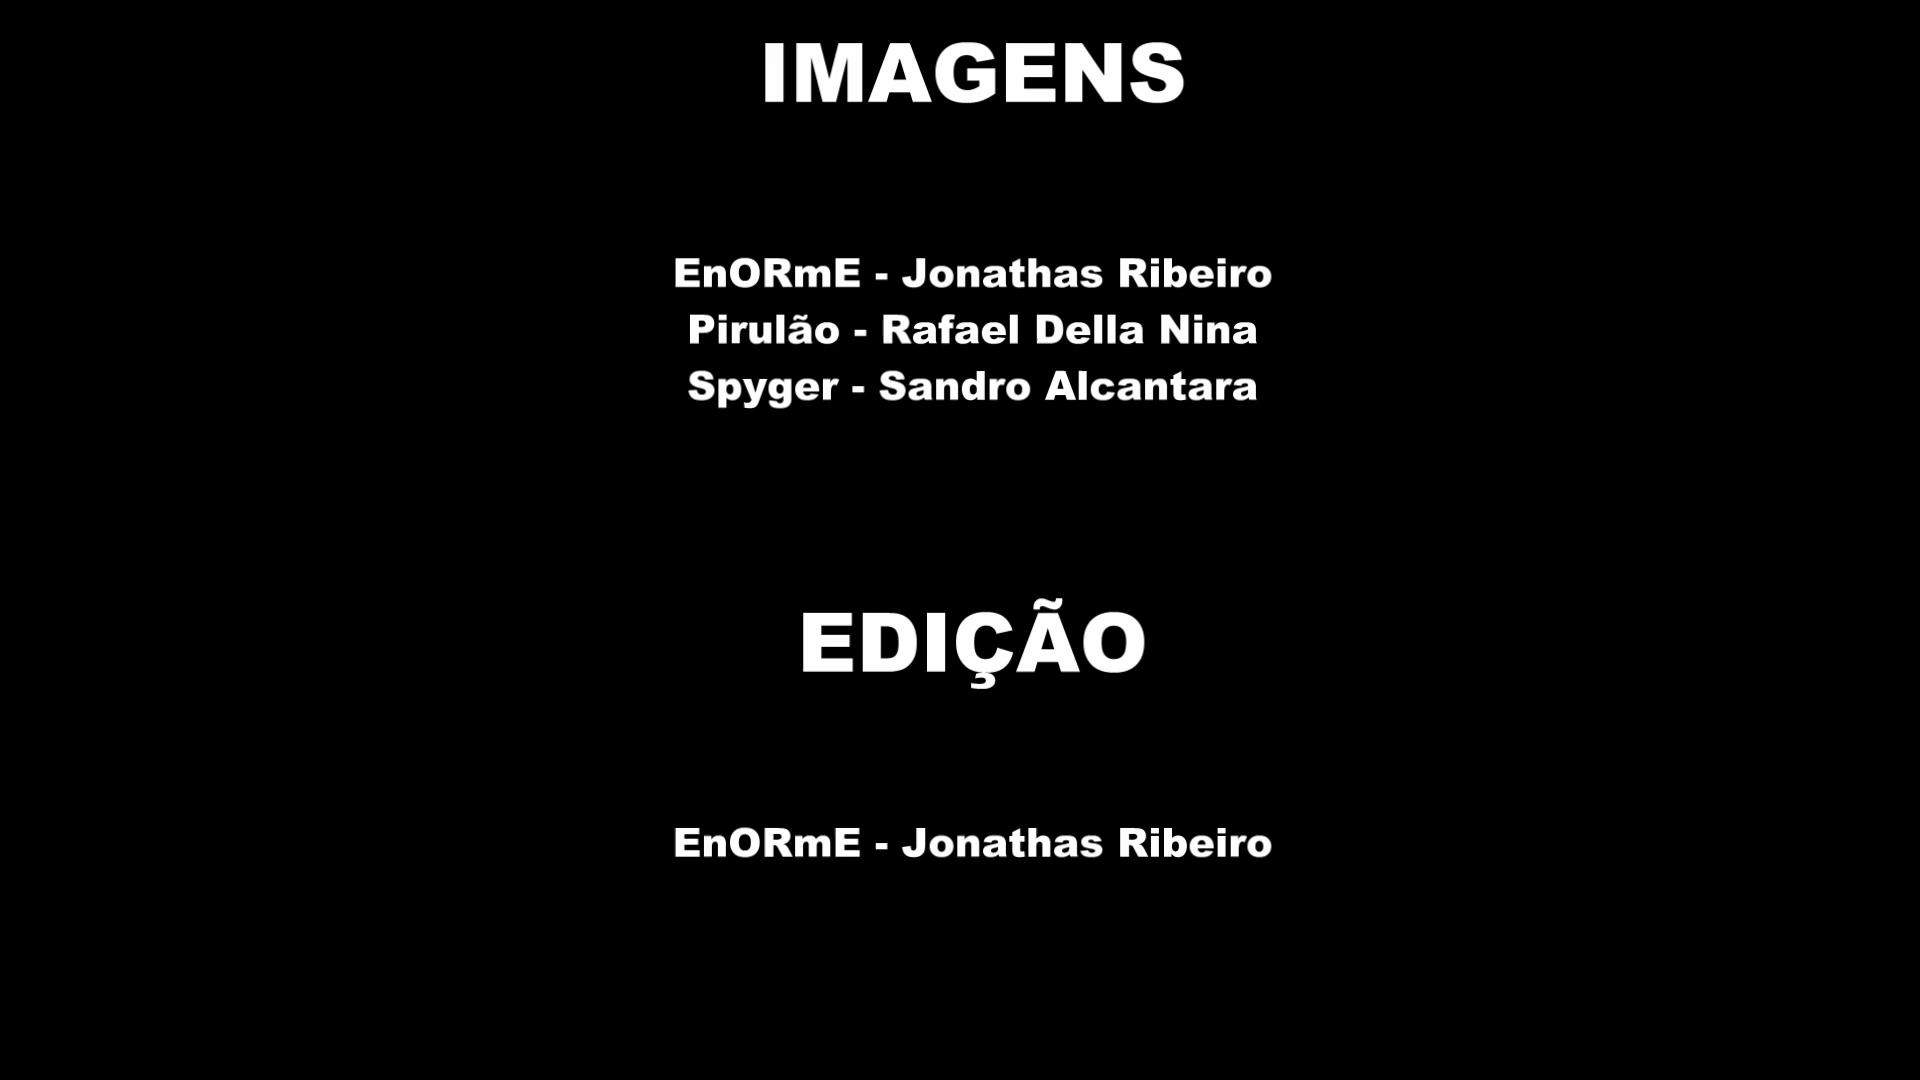 IMAGENS
EnORmE - Jonathas Ribeiro
Pirulão - Rafael Della Nina
Spyger - Sandro Alcantara
EDIÇÃO
EnORmE - Jonathas Ribeiro